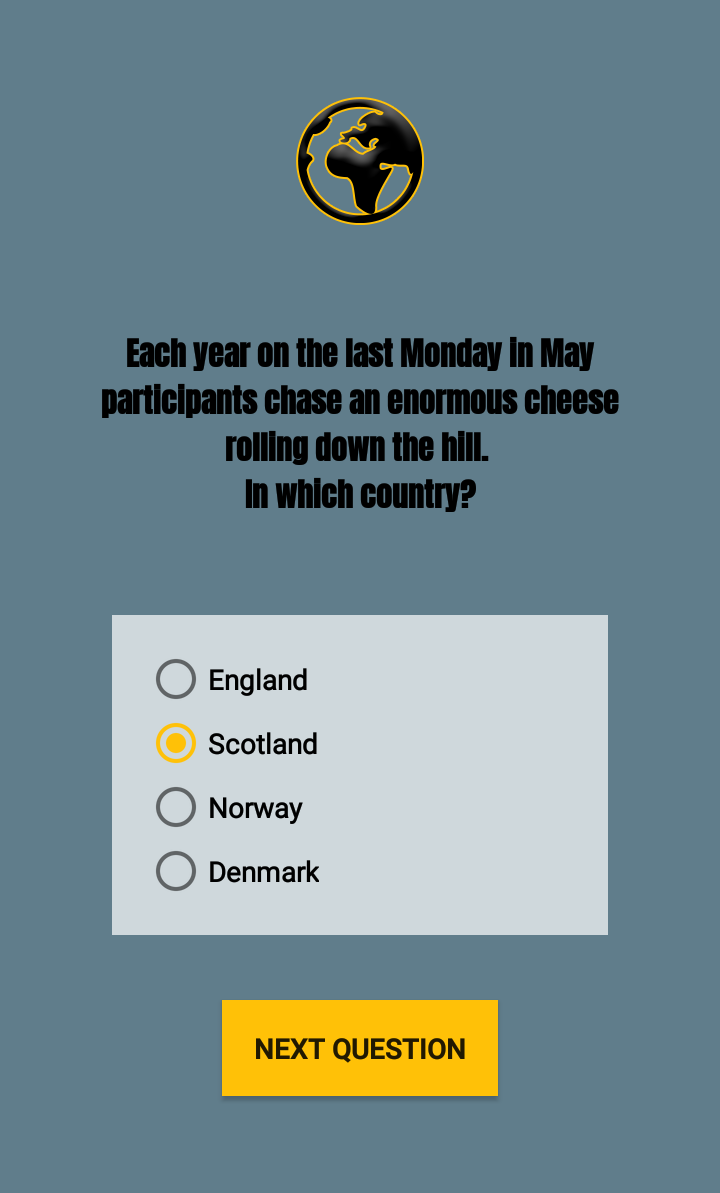 Each year on the last Monday in May
participants chase an enormous cheese
rolling down the hill.
In which country?
England
Scotland
Norway
Denmark
NEXT QUESTION